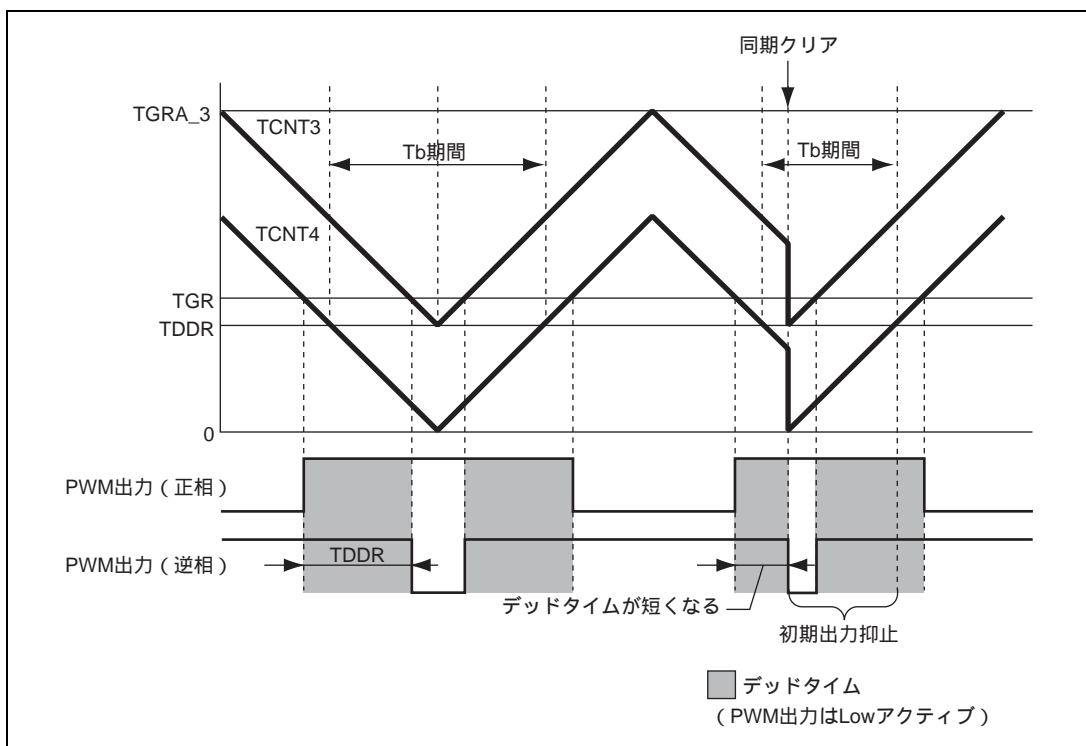 同期クリア
TGRA_3
TCNT3
Tb期間
Tb期間
TCNT4
TGR
TDDR
0
PWM出力（正相）
PWM出力（逆相）
TDDR
デッドタイムが短くなる
初期出力抑止
デッドタイム
（PWM出力はLowアクティブ）